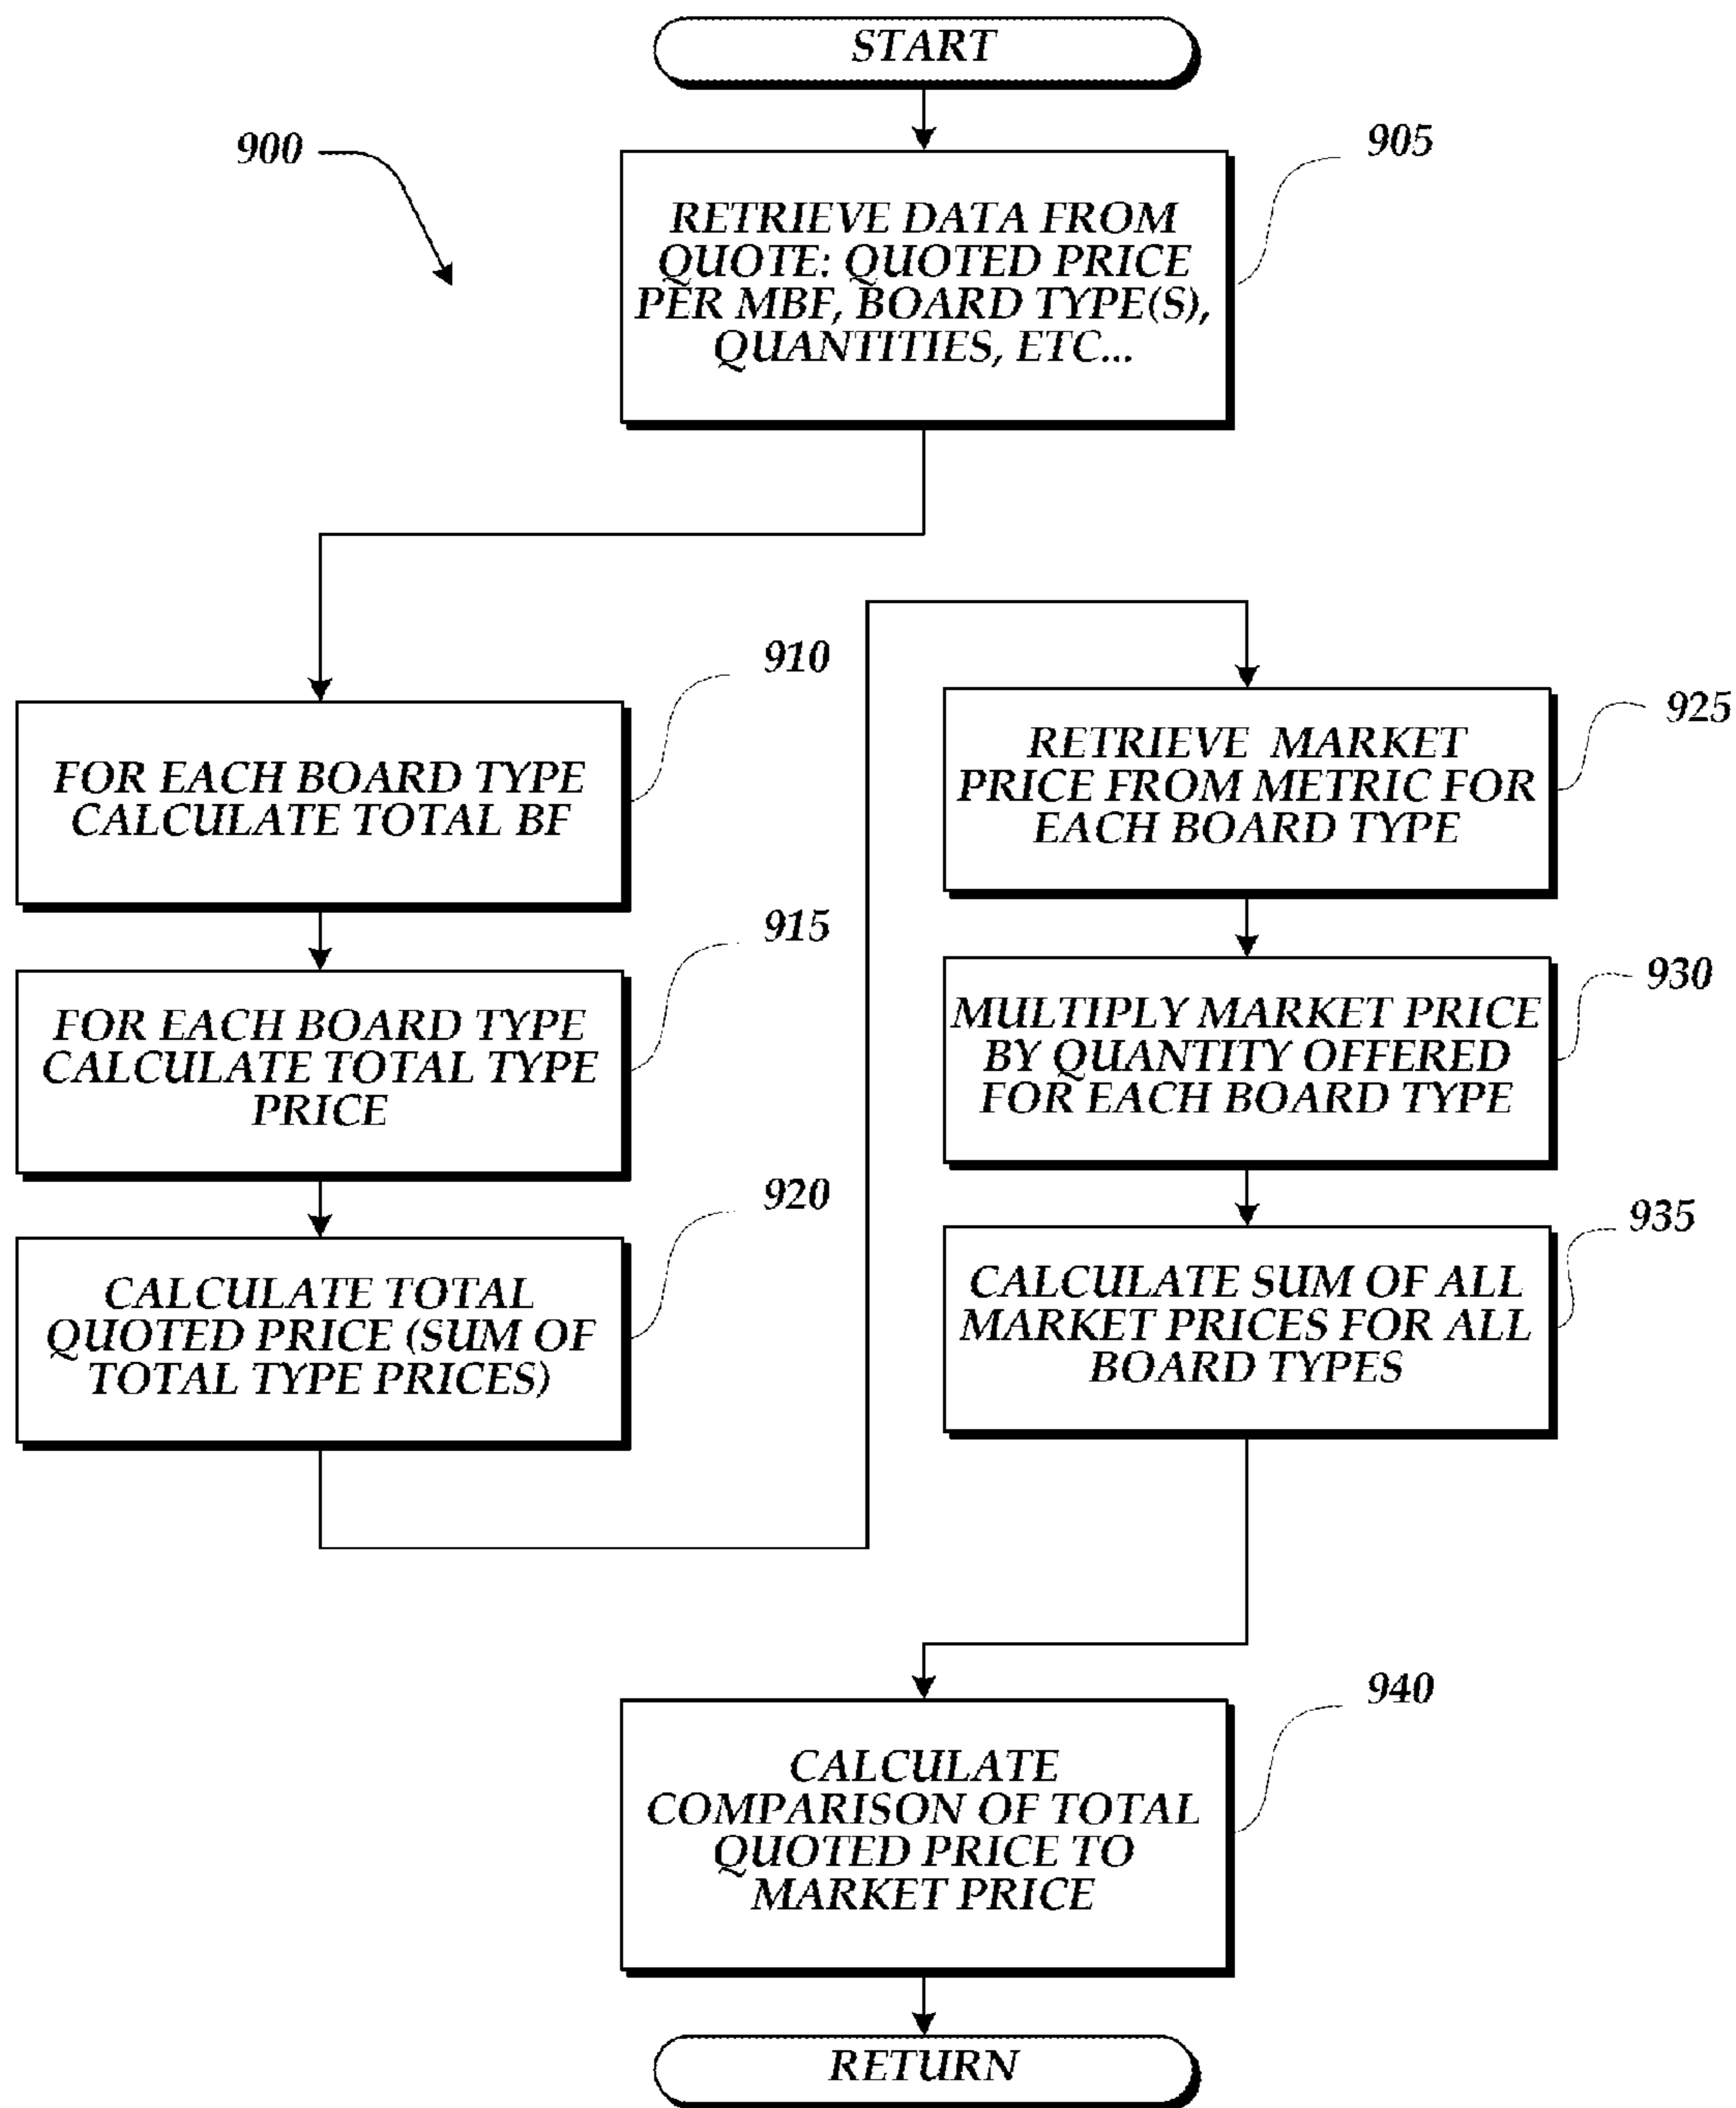 START
900
905
RETRIEVE DATA FROM
QUOTE: QUOTED PRICE
PER MBF, BOARD TYPE(S),
QUANTITIES, ETC...
910
FOR EACH BOARD TYPE
CALCULATE TOTAL BF
915
FOR EACH BOARD TYPE
CALCULATE TOTAL TYPE
PRICE
920
CALCULATE TOTAL
QUOTED PRICE (SUM OF
TOTAL TYPE PRICES)
925
RETRIEVE MARKET
PRICE FROM METRIC FOR
EACH BOARD TYPE
930
MULTIPLY MARKET PRICE
BY QUANTITY OFFERED
FOR EACH BOARD TYPE
935
CALCULATE SUM OF ALL
MARKET PRICES FOR ALL
BOARD TYPES
940
CALCULATE
COMPARISON OF TOTAL
QUOTED PRICE TO
MARKET PRICE
RETURN